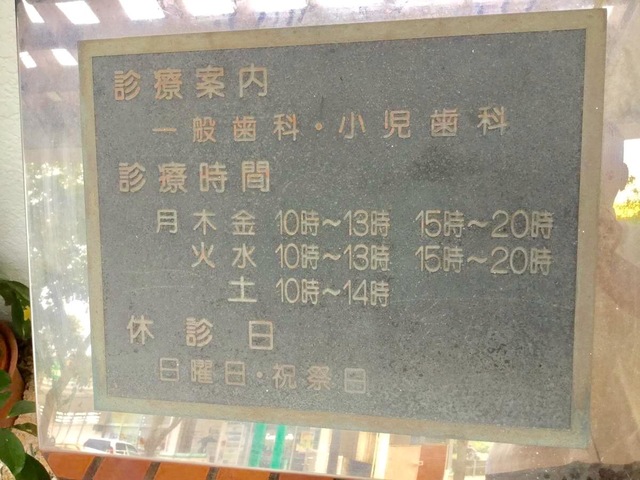 診療案内
一般歯科・小児歯科
診療時間
月木金 10時〜13時 15時〜20時
火水 10時〜13時 15時〜20時
土 10時〜14時
休診日
日曜日・祝祭日